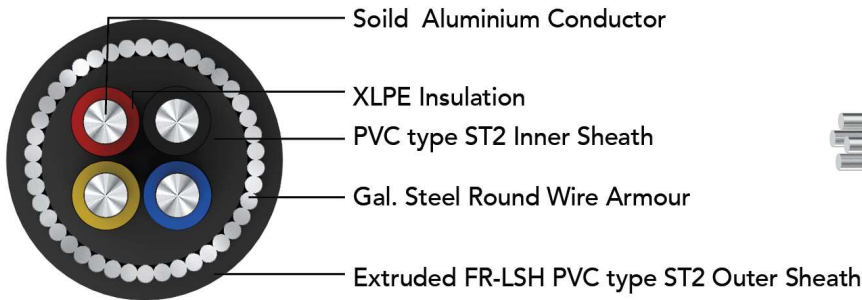 Soild Aluminium Conductor
XLPE Insulation
PVC type ST2 Inner Sheath
Gal. Steel Round Wire Armour
Extruded FR-LSH PVC type ST2 Outer Sheath